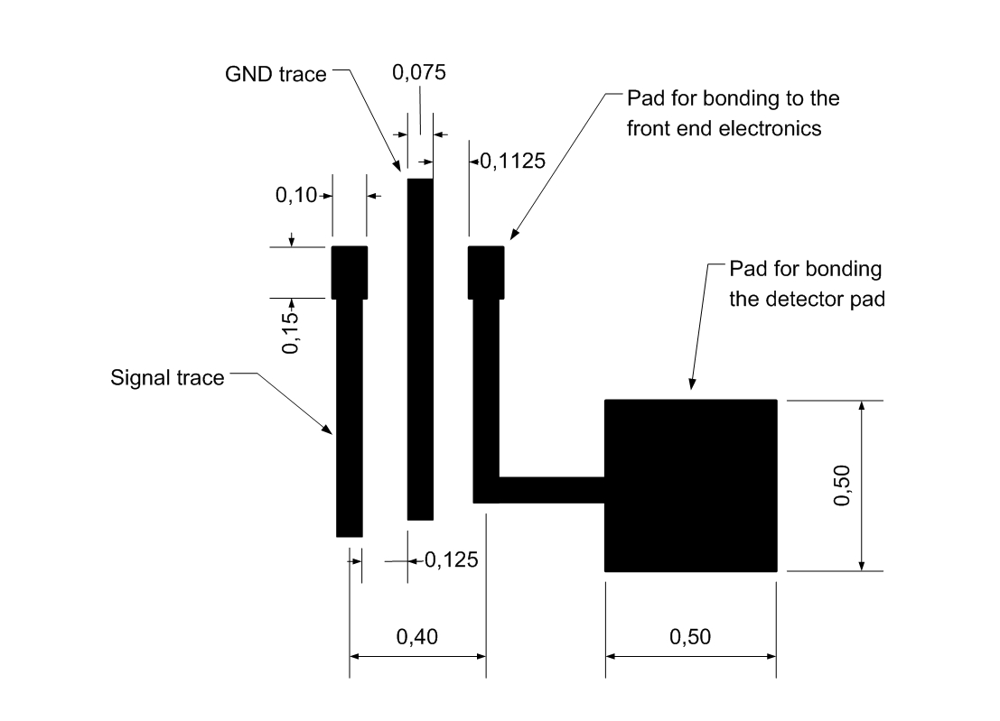 GND trace
0,075
Pad for bonding to the
front end electronics
0,1125
0,10
Pad for bonding
the detector pad
0,15
Signal trace
0,50
0,125
0,40
0,50